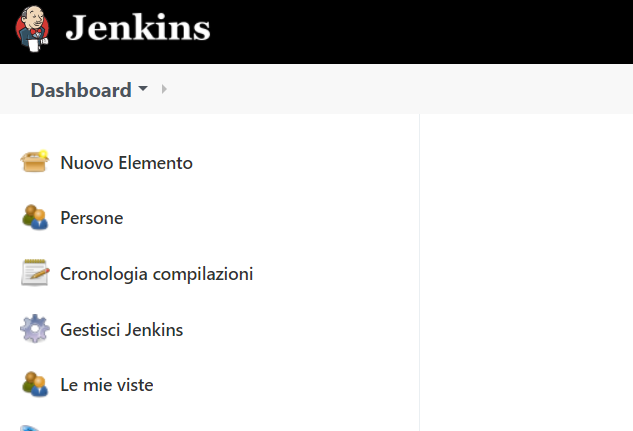 Jenkins
Dashboard
Nuovo Elemento
Persone
Cronologia compilazioni
Gestisci Jenkins
Le mie viste